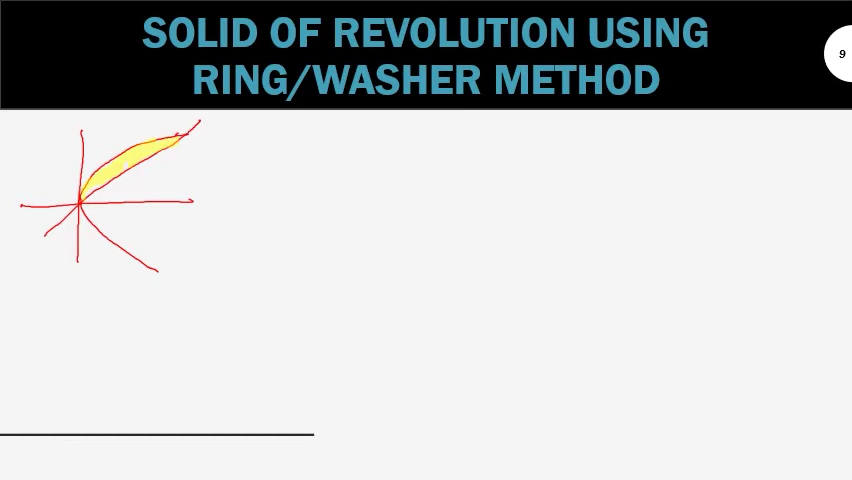 SOLID OF REVOLUTION USING
RING/WASHER METHOD
9